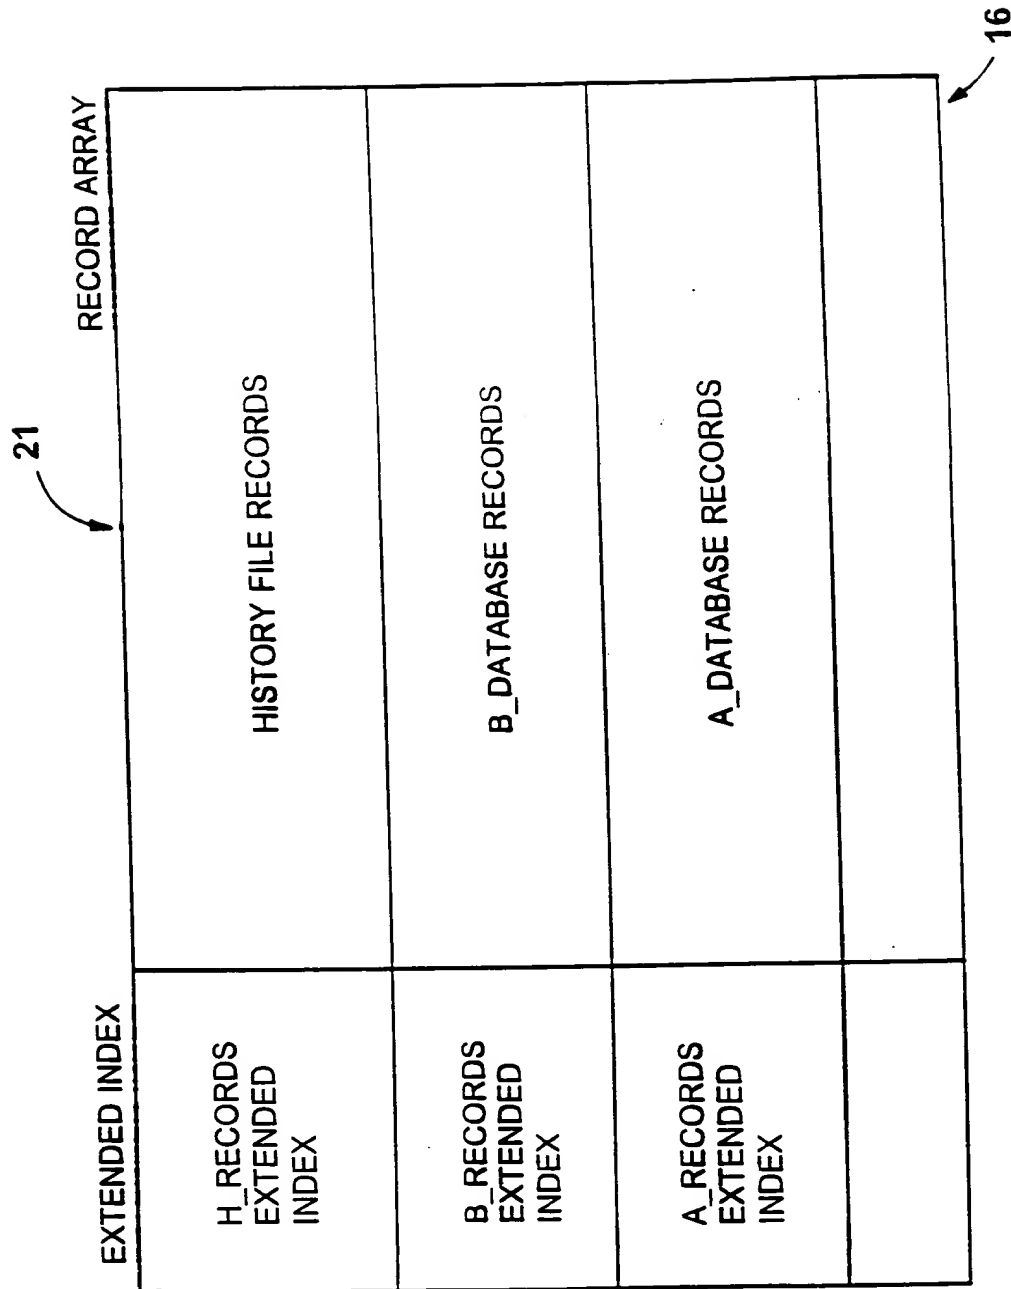 21
EXTENDED INDEX
RECORD ARRAY
H_RECORDS
EXTENDED
INDEX
HISTORY FILE RECORDS
B_RECORDS
EXTENDED
INDEX
B_DATABASE RECORDS
A_RECORDS
EXTENDED
INDEX
A_DATABASE RECORDS
16